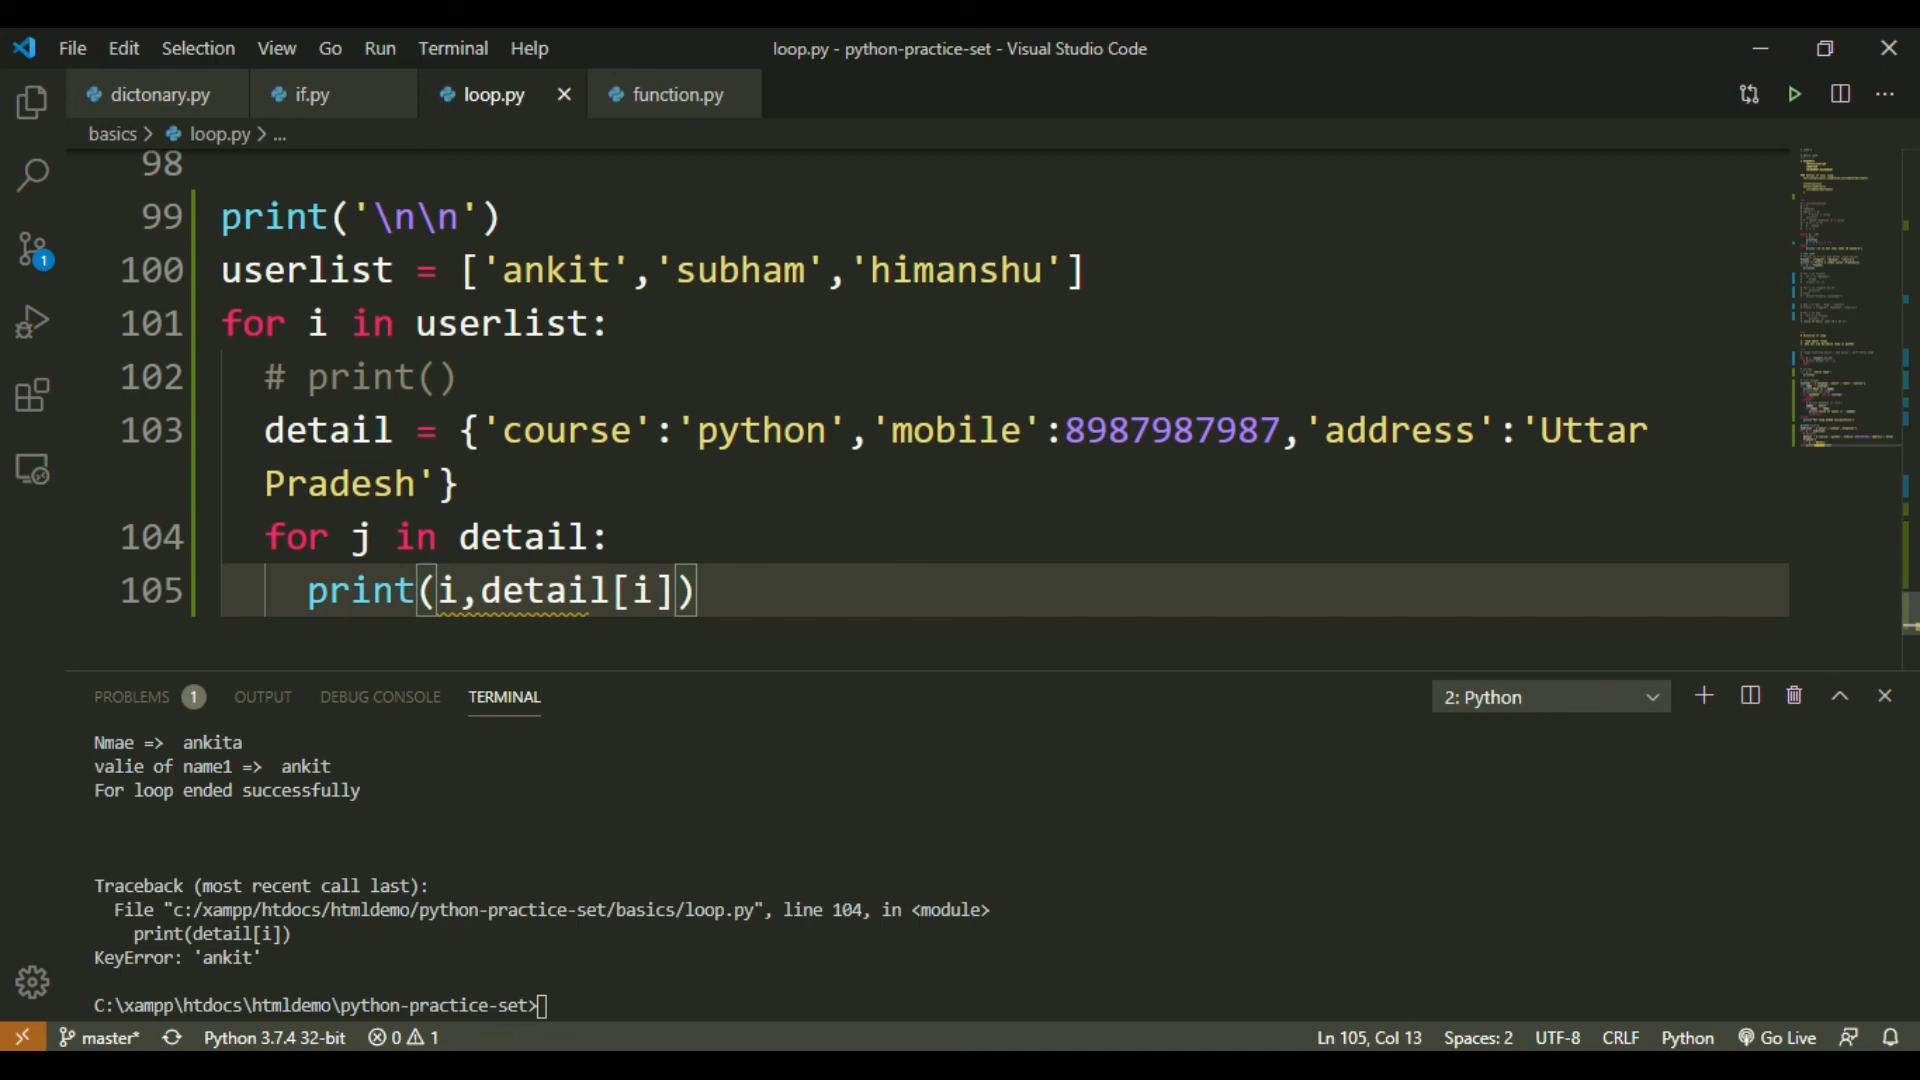 File Edit Selection View Go Run Terminal Help
loop.py - python-practice-set - Visual Studio Code
dictonary.py if.py loop.py function.py
basics > loop.py > ...
98
99 print('\n\n')
100 userlist = ['ankit','subham','himanshu']
101 for i in userlist:
102 # print()
103 detail = {'course':'python','mobile':8987987987,'address':'Uttar
Pradesh'}
104 for j in detail:
105 print(i,detail[i])
PROBLEMS 1 OUTPUT DEBUG CONSOLE TERMINAL
2: Python
Nmae => ankita
valie of name1 => ankit
For loop ended successfully
Traceback (most recent call last):
File "c:/xampp/htdocs/htmldemo/python-practice-set/basics/loop.py", line 104, in <module>
print(detail[i])
KeyError: 'ankit'
C:\xampp\htdocs\htmldemo\python-practice-set>
master* Python 3.7.4 32-bit 0 1 Ln 105, Col 13 Spaces: 2 UTF-8 CRLF Python Go Live
1